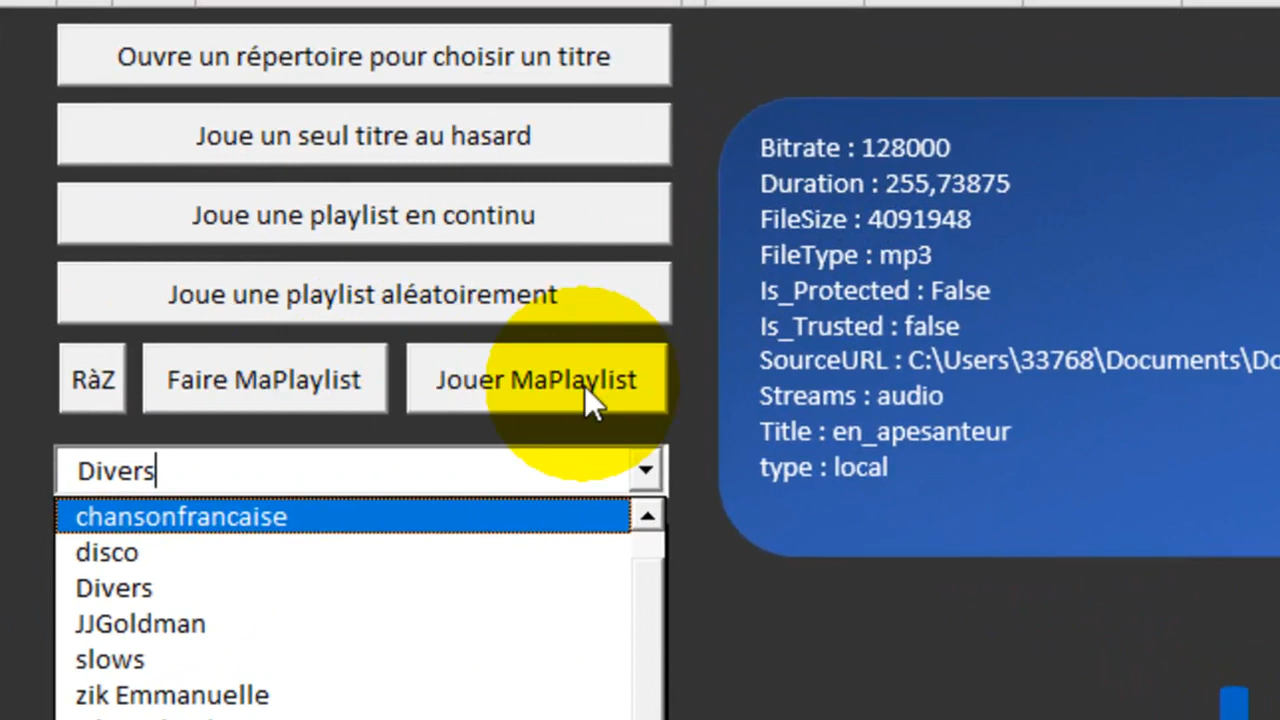 Ouvre un répertoire pour choisir un titre
Joue un seul titre au hasard
Joue une playlist en continu
Joue une playlist aléatoirement
RàZ
Faire MaPlaylist
Jouer MaPlaylist
Divers
chansonfrancaise
disco
Divers
JJGoldman
slows
zik Emmanuelle
Bitrate : 128000
Duration : 255,73875
FileSize : 4091948
FileType : mp3
Is_Protected : False
Is_Trusted : false
SourceURL : C:\Users\33768\Documents\Do
Streams : audio
Title : en_apesanteur
type : local